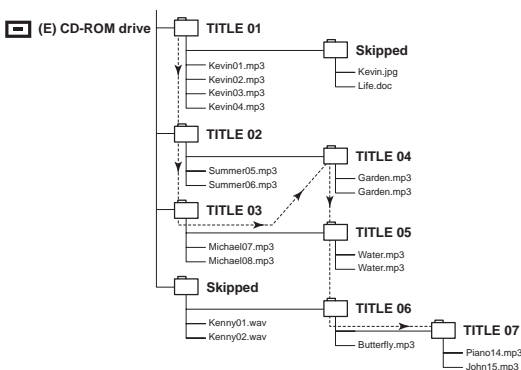 (E) CD-ROM drive
TITLE 01
Skipped
Kevin01.mp3
Kevin02.mp3
Kevin03.mp3
Kevin04.mp3
Kevin.jpg
Life.doc
TITLE 02
TITLE 04
Summer05.mp3
Summer06.mp3
Garden.mp3
Garden.mp3
TITLE 03
TITLE 05
Michael07.mp3
Michael08.mp3
Water.mp3
Water.mp3
Skipped
TITLE 06
Kenny01.wav
Kenny02.wav
Butterfly.mp3
TITLE 07
Piano14.mp3
John15.mp3